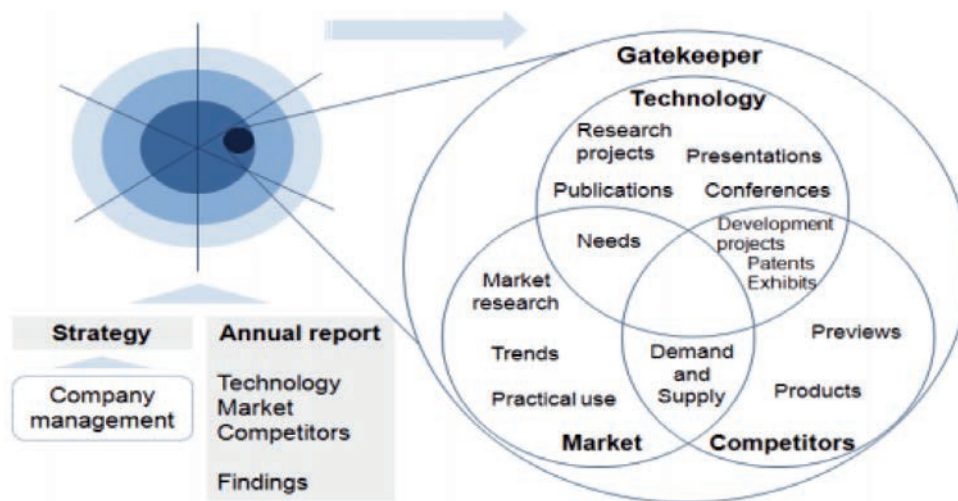 Gatekeeper
Technology
Research
projects
Presentations
Publications
Conferences
Needs
Development
projects
Patents
Exhibits
Market
research
Trends
Practical use
Demand
and
Supply
Previews
Products
Market
Competitors
Strategy
Company
management
Annual report
Technology
Market
Competitors
Findings